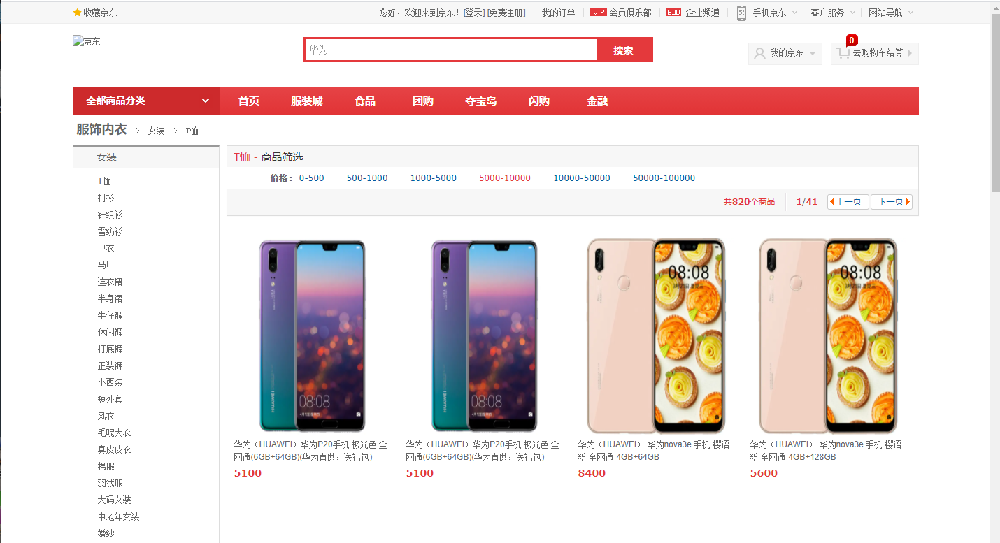 收藏京东 您好，欢迎来到京东！[登录] [免费注册] 我的订单 VIP 会员俱乐部 BJD 企业频道 手机京东 客户服务 网站导航
京东 华为 搜索 我的京东 0 去购物车结算
全部商品分类 首页 服装城 食品 团购 夺宝岛 闪购 金融
服饰内衣 > 女装 > T恤
女装
T恤
衬衫
针织衫
雪纺衫
卫衣
马甲
连衣裙
半身裙
牛仔裤
休闲裤
打底裤
正装裤
小西装
短外套
风衣
毛呢大衣
真皮皮衣
棉服
羽绒服
大码女装
中老年女装
婚纱
T恤 - 商品筛选
价格： 0-500 500-1000 1000-5000 5000-10000 10000-50000 50000-100000
共820个商品 1/41 上一页 下一页
08:08
华为（HUAWEI）华为P20手机 极光色 全
网通(6GB+64GB)(华为直供，送礼包）
5100
08:08
华为（HUAWEI）华为P20手机 极光色 全
网通(6GB+64GB)(华为直供，送礼包）
5100
08:08
华为（HUAWEI） 华为nova3e 手机 樱语
粉 全网通 4GB+64GB
8400
08:08
华为（HUAWEI） 华为nova3e 手机 樱语
粉 全网通 4GB+128GB
5600